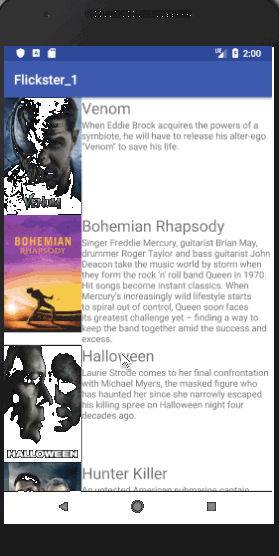 2:00
Flickster_1
Venom
When Eddie Brock acquires the powers of a
symbiote, he will have to release his alter-ego
"Venom" to save his life.
VENOM
Bohemian Rhapsody
BOHEMIAN
RHAPSODY
Singer Freddie Mercury, guitarist Brian May,
drummer Roger Taylor and bass guitarist John
Deacon take the music world by storm when
they form the rock 'n' roll band Queen in 1970.
Hit songs become instant classics. When
Mercury's increasingly wild lifestyle starts
to spiral out of control, Queen soon faces
its greatest challenge yet – finding a way to
keep the band together amid the success and
excess.
Halloween
Laurie Strode comes to her final confrontation
with Michael Myers, the masked figure who
has haunted her since she narrowly escaped
his killing spree on Halloween night four
decades ago.
HALLOWEEN
Hunter Killer
An untested American submarine captain